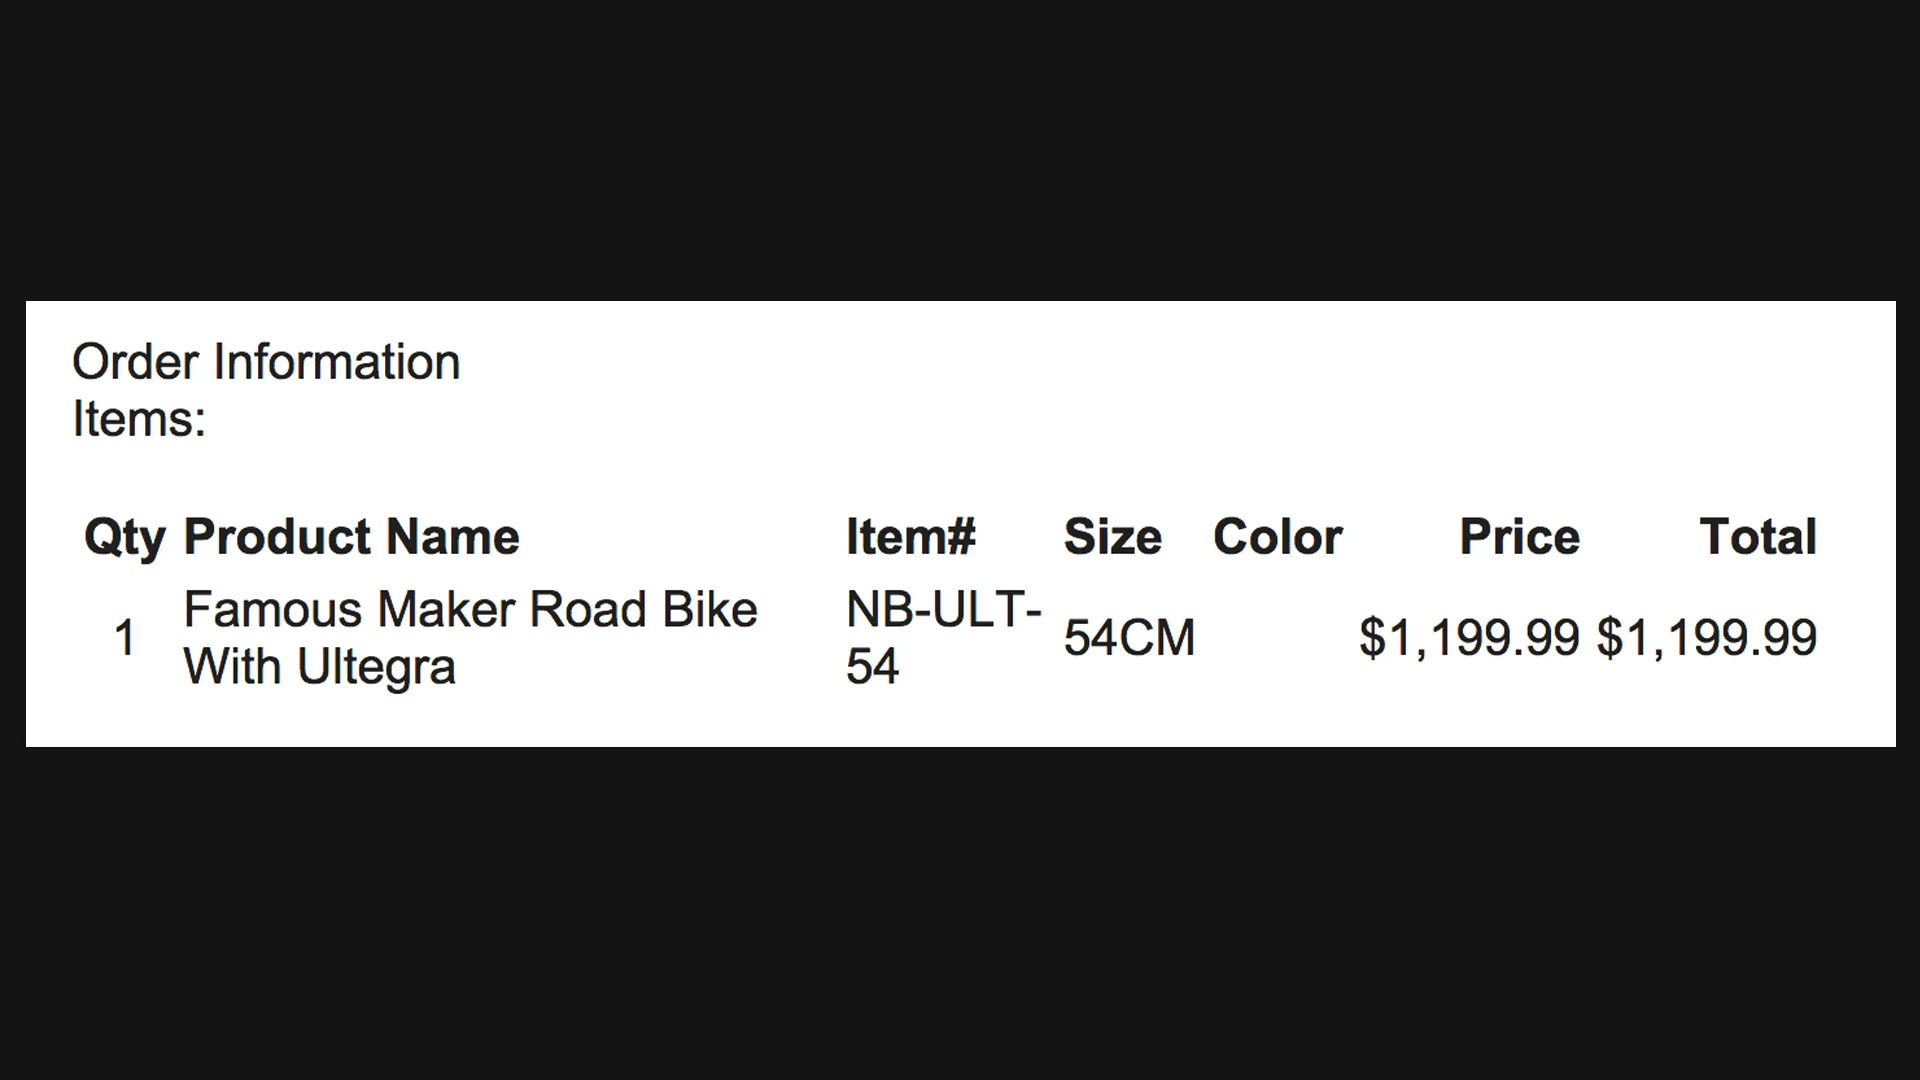 Order Information
Items:
Qty Product Name Item# Size Color Price Total
1 Famous Maker Road Bike With Ultegra NB-ULT-54 54CM $1,199.99 $1,199.99